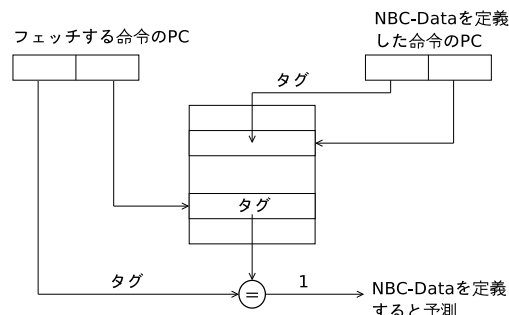 フェッチする命令のPC
NBC-Dataを定義
した命令のPC
タグ
タグ
タグ
=
1
NBC-Dataを定義
すると予測